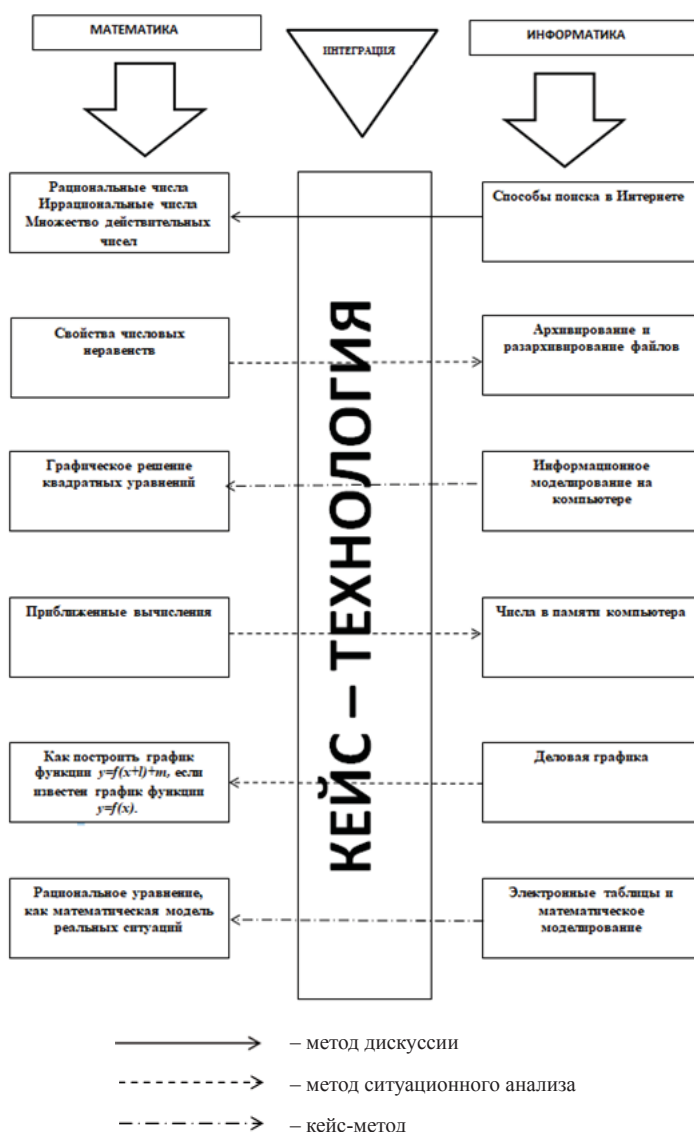 МАТЕМАТИКА
ИНТЕГРАЦИЯ
ИНФОРМАТИКА
Рациональные числа
Иррациональные числа
Множество действительных
чисел
Способы поиска в Интернете
Свойства числовых
неравенств
Архивирование и
разархивирование файлов
Графическое решение
квадратных уравнений
Информационное
моделирование на
компьютере
Приближенные вычисления
Числа в памяти компьютера
Как построить график
функции y=f(x+l)+m, если
известен график функции
y=f(x).
Деловая графика
Рациональное уравнение,
как математическая модель
реальных ситуаций
Электронные таблицы и
математическое
моделирование
КЕЙС – ТЕХНОЛОГИЯ
– метод дискуссии
– метод ситуационного анализа
– кейс-метод